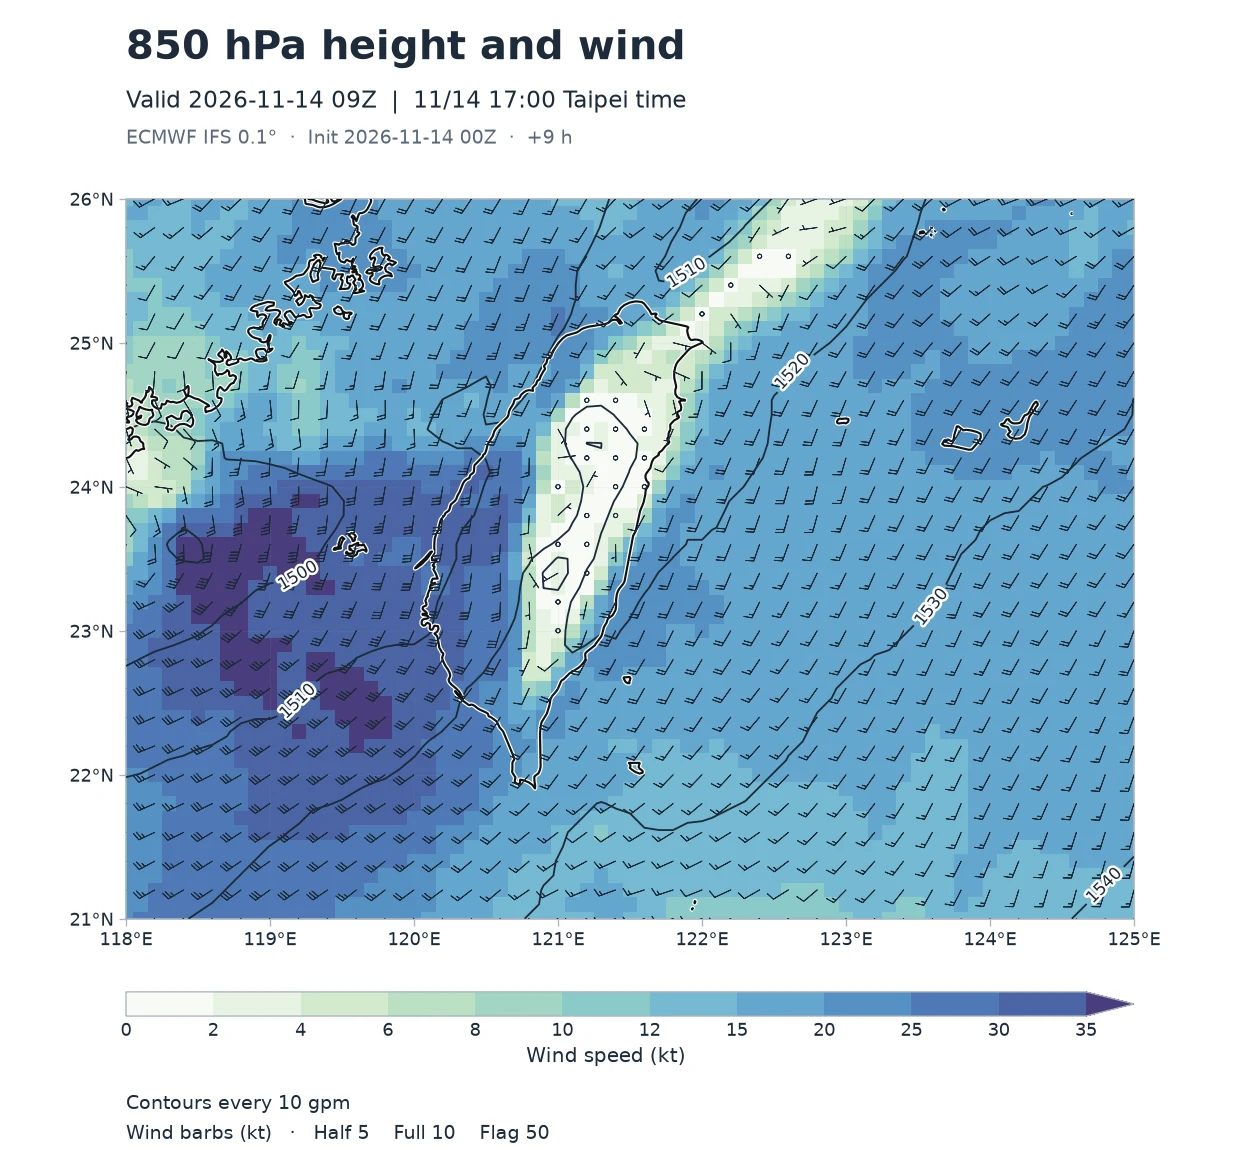 850 hPa height and wind
Valid 2026-11-14 09Z | 11/14 17:00 Taipei time
ECMWF IFS 0.1° · Init 2026-11-14 00Z · +9 h
26°N
1510
25°N
1520
24°N
1500
1530
23°N
1510
22°N
1540
21°N
118°E 119°E 120°E 121°E 122°E 123°E 124°E 125°E
0 2 4 6 8 10 12 15 20 25 30 35
Wind speed (kt)
Contours every 10 gpm
Wind barbs (kt) · Half 5 Full 10 Flag 50